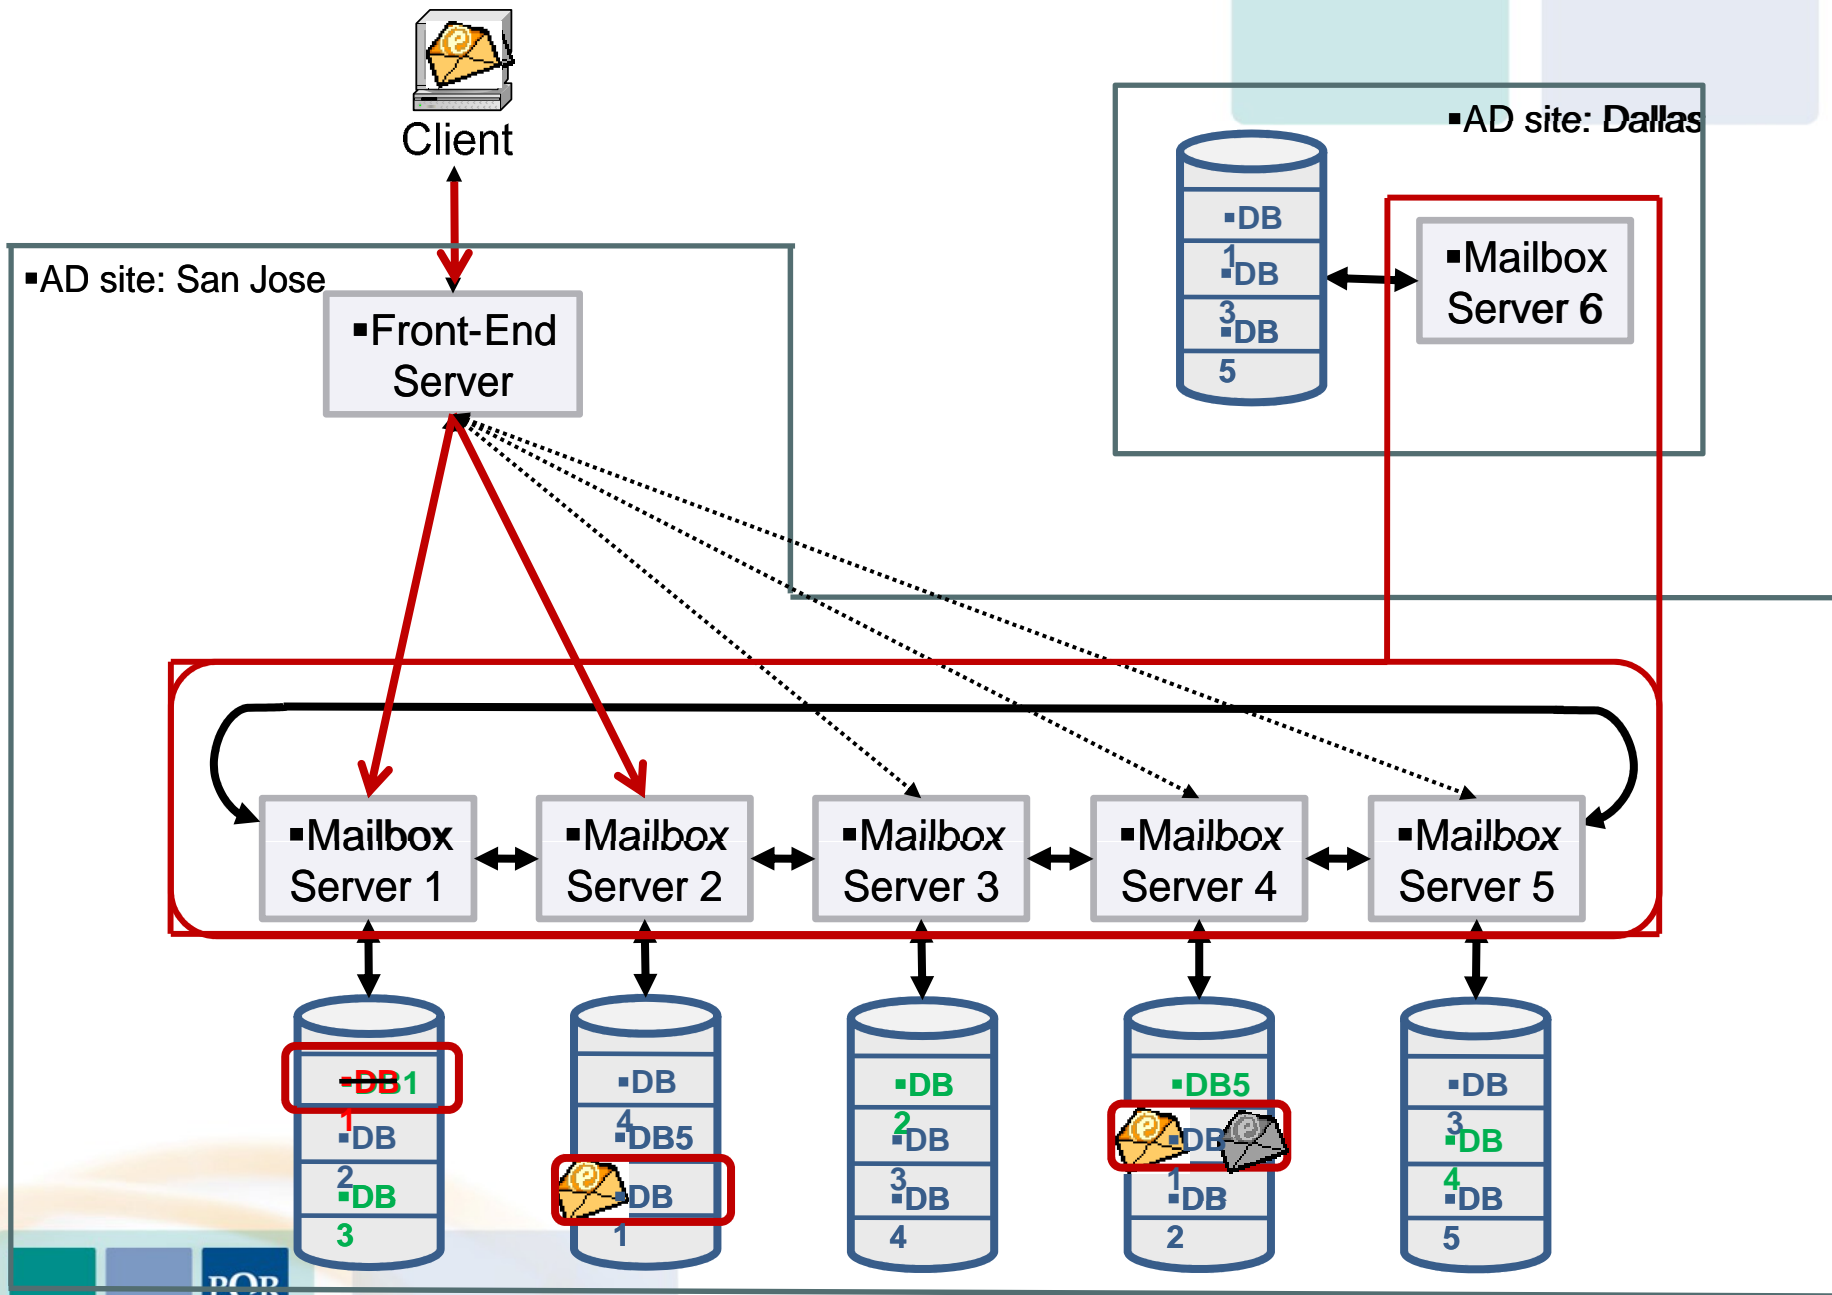 Client
▪AD site: Dallas
▪DB
1
▪DB
3
▪DB
5
▪Mailbox
Server 6
▪AD site: San Jose
▪Front-End
Server
▪Mailbox
Server 1
▪Mailbox
Server 2
▪Mailbox
Server 3
▪Mailbox
Server 4
▪Mailbox
Server 5
▪DB1
▪DB
1
▪DB
2
▪DB
3
▪DB
4
▪DB5
▪DB
1
▪DB
2
▪DB
3
▪DB
4
▪DB5
▪DB
1
▪DB
2
▪DB
3
▪DB
4
▪DB
5